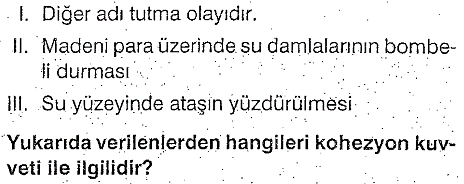 I. Diğer adı tutma olayıdır.
II. Madeni para üzerinde su damlalarının bombe-
li durması
III. Su yüzeyinde ataşın yüzdürülmesi
Yukarıda verilenlerden hangileri kohezyon kuv-
veti ile ilgilidir?